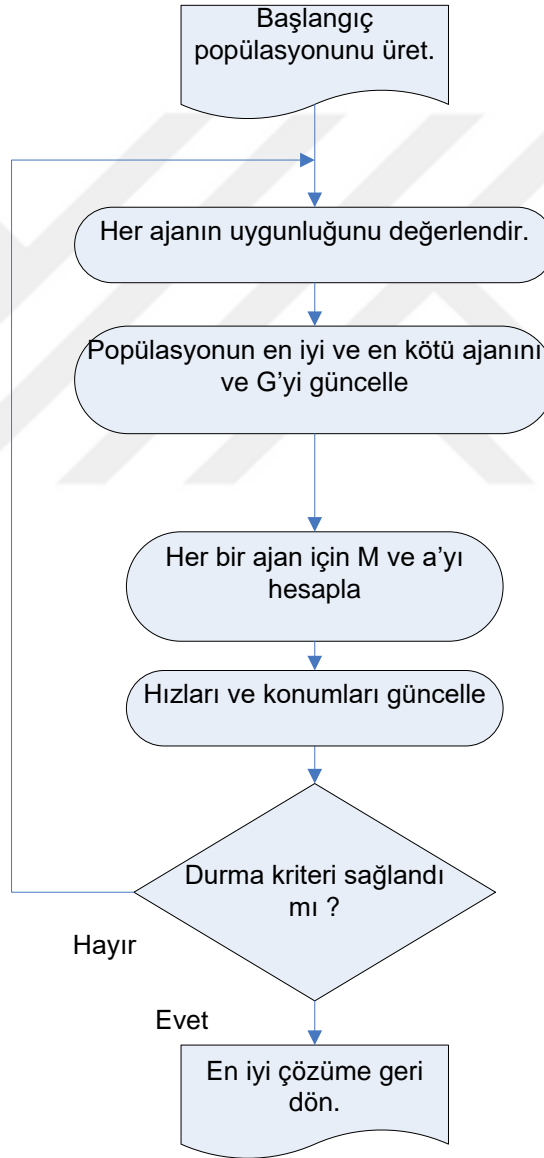 Başlangıç
popülasyonunu üret.
Her ajanın uygunluğunu değerlendir.
Popülasyonun en iyi ve en kötü ajanını
ve G’yi güncelle
Her bir ajan için M ve a’yı
hesapla
Hızları ve konumları güncelle
Durma kriteri sağlandı
mı ?
Hayır
Evet
En iyi çözüme geri
dön.